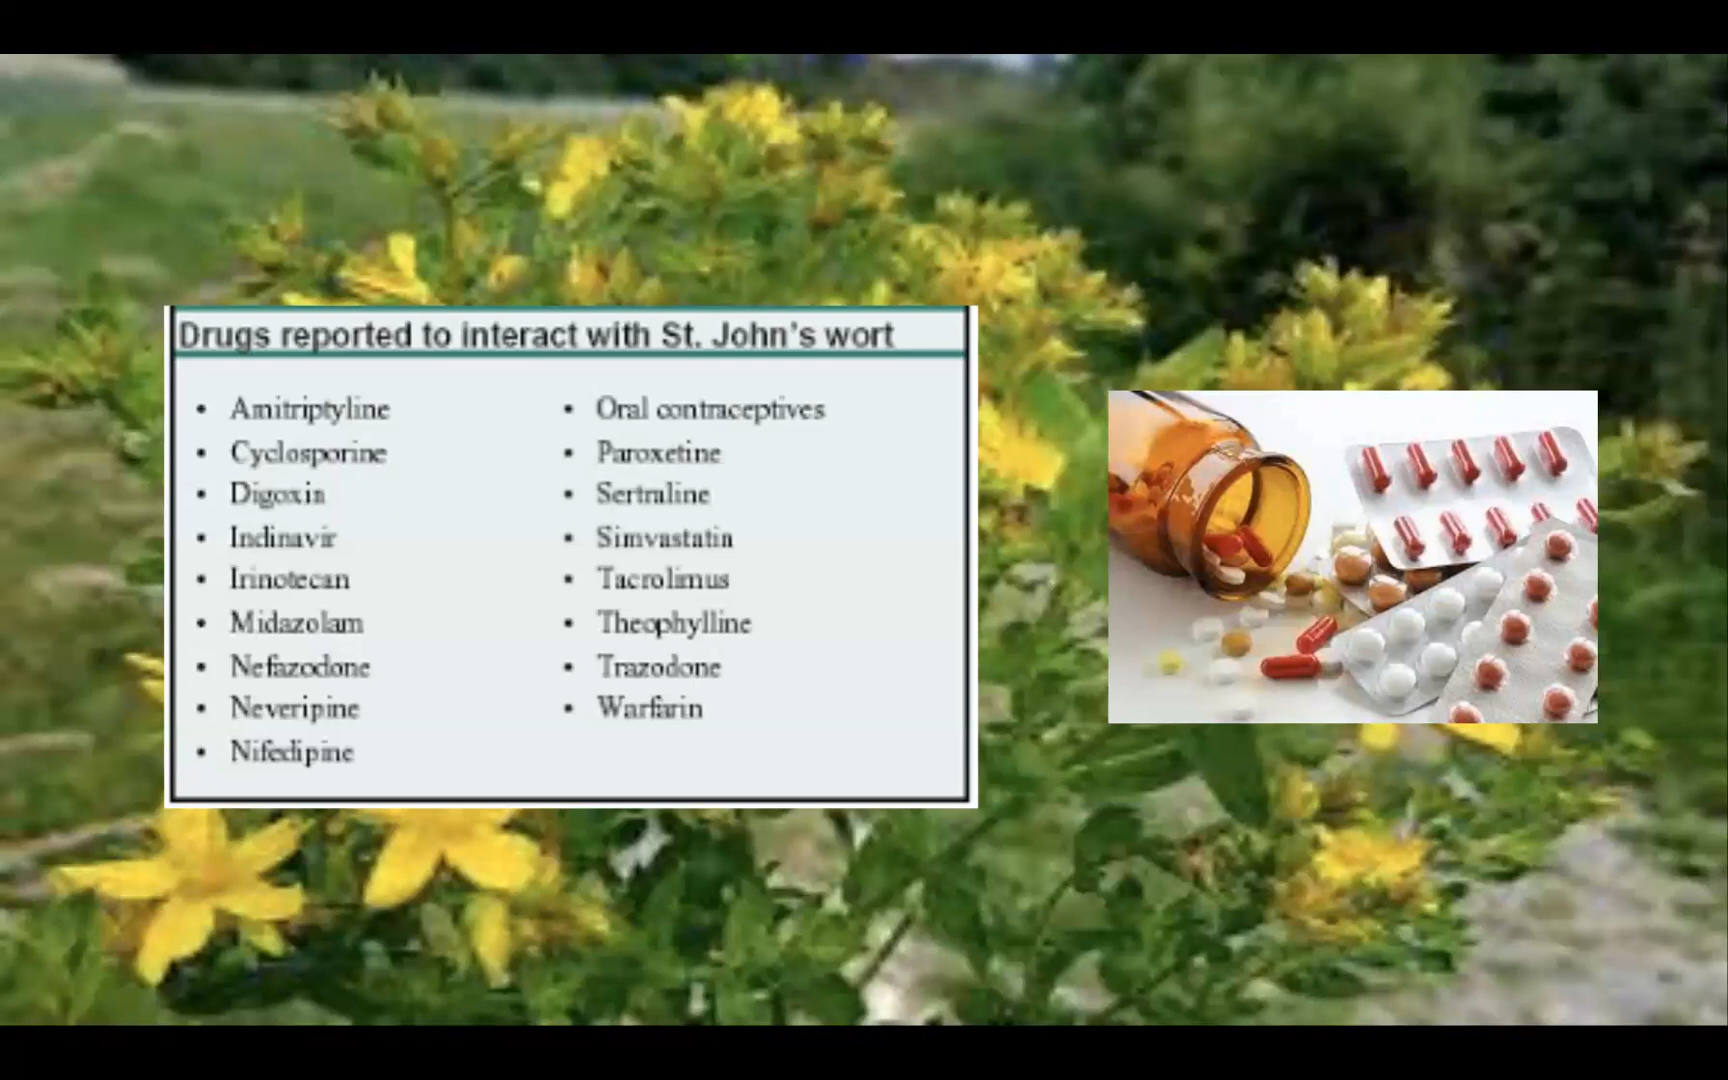 Drugs reported to interact with St. John's wort
• Amitriptyline
• Cyclosporine
• Digoxin
• Indinavir
• Irinotecan
• Midazolam
• Nefazodone
• Neveripine
• Nifedipine
• Oral contraceptives
• Paroxetine
• Sertraline
• Simvastatin
• Tacrolimus
• Theophylline
• Trazodone
• Warfarin